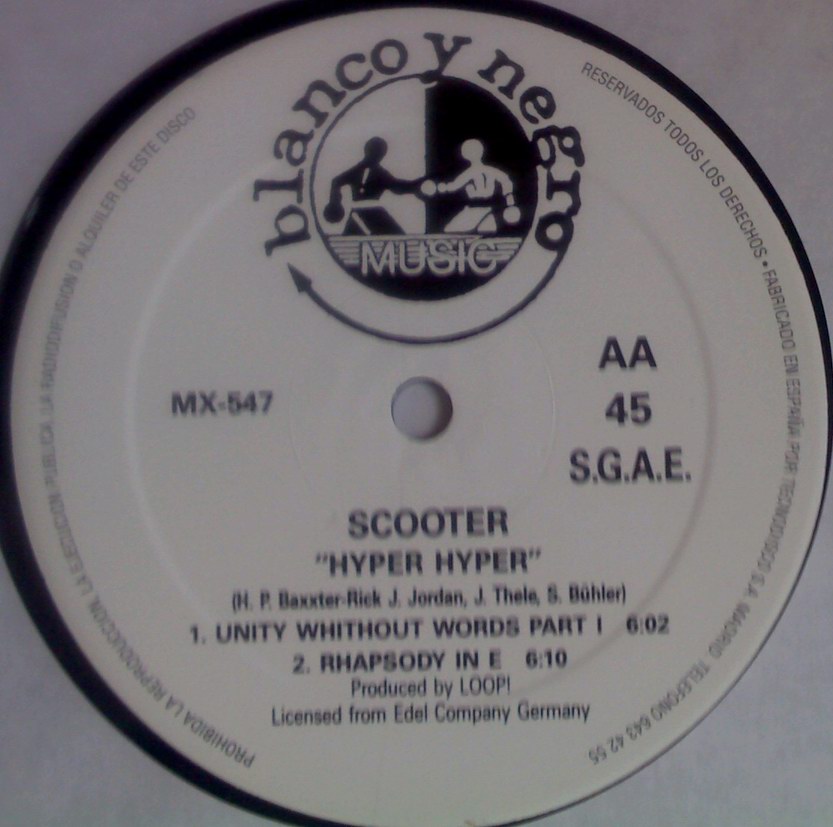 blanco y negro
MUSIC
RESERVADOS TODOS LOS DERECHOS • FABRICADO EN ESPAÑA POR TECNODISCO S.A. MADRID TELEFONO 643 42 55
PROHIBIDA LA REPRODUCCION, LA EJECUCION PUBLICA, LA RADIODIFUSION O ALQUILER DE ESTE DISCO
AA
MX-547
45
S.G.A.E.
SCOOTER
"HYPER HYPER"
(H. P. Baxxter-Rick J. Jordan, J. Thele, S. Bühler)
1. UNITY WHITHOUT WORDS PART I 6:02
2. RHAPSODY IN E 6:10
Produced by LOOP!
Licensed from Edel Company Germany